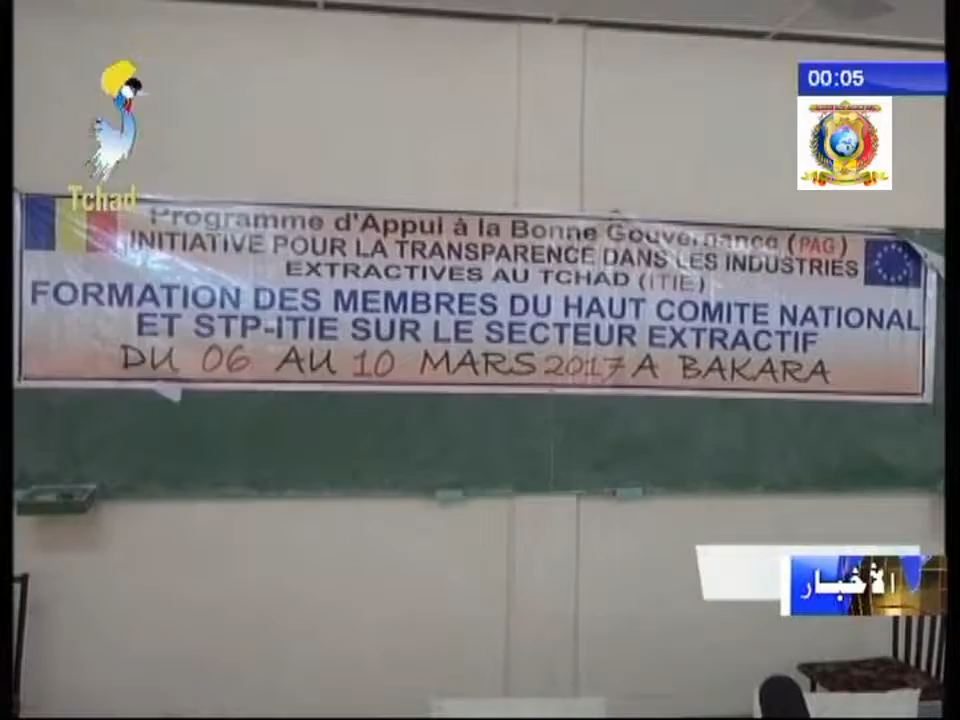 00:05
Tchad
Programme d'Appui à la Bonne Gouvernance (PAG)
INITIATIVE POUR LA TRANSPARENCE DANS LES INDUSTRIES
EXTRACTIVES AU TCHAD (ITIE)
FORMATION DES MEMBRES DU HAUT COMITE NATIONAL
ET STP-ITIE SUR LE SECTEUR EXTRACTIF
DU 06 AU 10 MARS 2017 A BAKARA
الأخبار